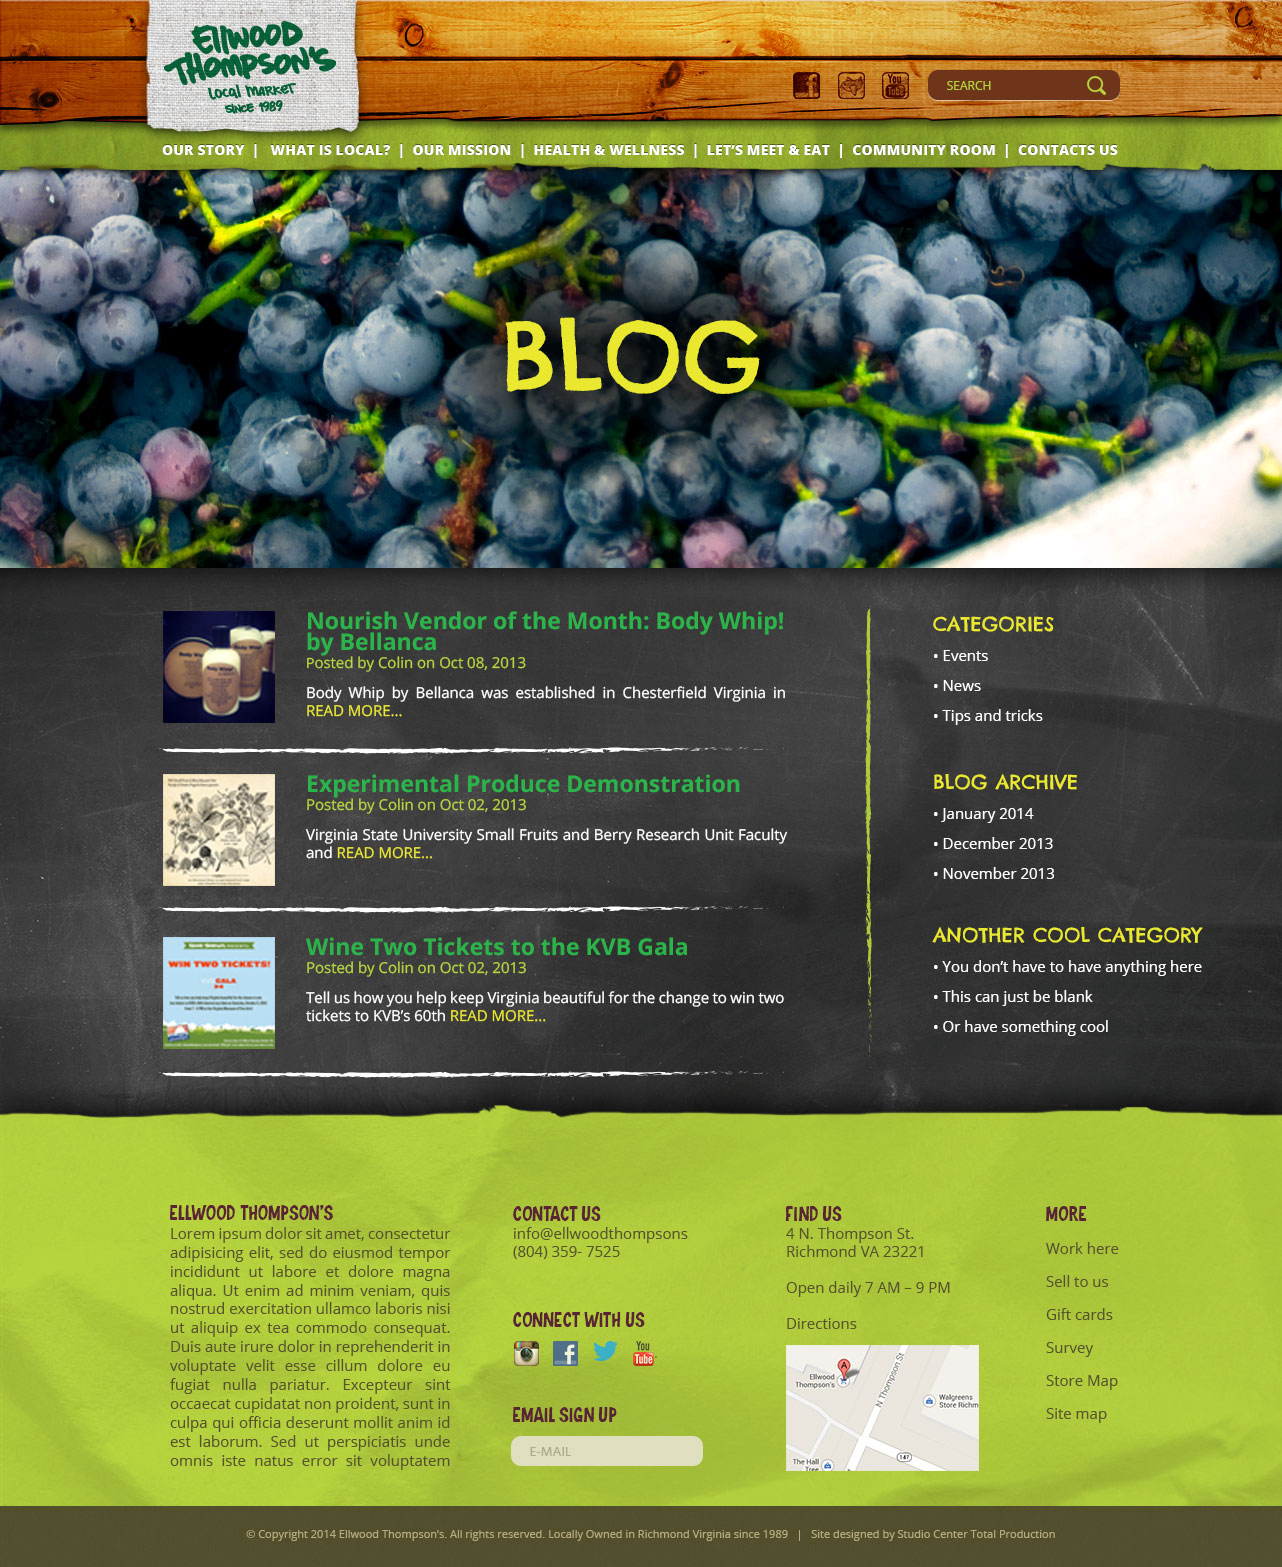 Ellwood
Thompson's
Local Market
since 1989
SEARCH
OUR STORY | WHAT IS LOCAL? | OUR MISSION | HEALTH & WELLNESS | LET'S MEET & EAT | COMMUNITY ROOM | CONTACTS US
BLOG
Nourish Vendor of the Month: Body Whip!
by Bellanca
Posted by Colin on Oct 08, 2013
Body Whip by Bellanca was established in Chesterfield Virginia in
READ MORE...
Experimental Produce Demonstration
Posted by Colin on Oct 02, 2013
Virginia State University Small Fruits and Berry Research Unit Faculty
and READ MORE...
WIN TWO TICKETS!
GALA
Wine Two Tickets to the KVB Gala
Posted by Colin on Oct 02, 2013
Tell us how you help keep Virginia beautiful for the change to win two
tickets to KVB's 60th READ MORE...
CATEGORIES
• Events
• News
• Tips and tricks
BLOG ARCHIVE
• January 2014
• December 2013
• November 2013
ANOTHER COOL CATEGORY
• You don't have to have anything here
• This can just be blank
• Or have something cool
ELLWOOD THOMPSON'S
Lorem ipsum dolor sit amet, consectetur
adipisicing elit, sed do eiusmod tempor
incididunt ut labore et dolore magna
aliqua. Ut enim ad minim veniam, quis
nostrud exercitation ullamco laboris nisi
ut aliquip ex tea commodo consequat.
Duis aute irure dolor in reprehenderit in
voluptate velit esse cillum dolore eu
fugiat nulla pariatur. Excepteur sint
occaecat cupidatat non proident, sunt in
culpa qui officia deserunt mollit anim id
est laborum. Sed ut perspiciatis unde
omnis iste natus error sit voluptatem
CONTACT US
info@ellwoodthompsons
(804) 359- 7525
CONNECT WITH US
You
Tube
EMAIL SIGN UP
E-MAIL
FIND US
4 N. Thompson St.
Richmond VA 23221
Open daily 7 AM – 9 PM
Directions
A
Ellwood
Thompson's
N Thompson St
Walgreens
Store Richm
147
The Hall
Tree
MORE
Work here
Sell to us
Gift cards
Survey
Store Map
Site map
© Copyright 2014 Ellwood Thompson's. All rights reserved. Locally Owned in Richmond Virginia since 1989 | Site designed by Studio Center Total Production